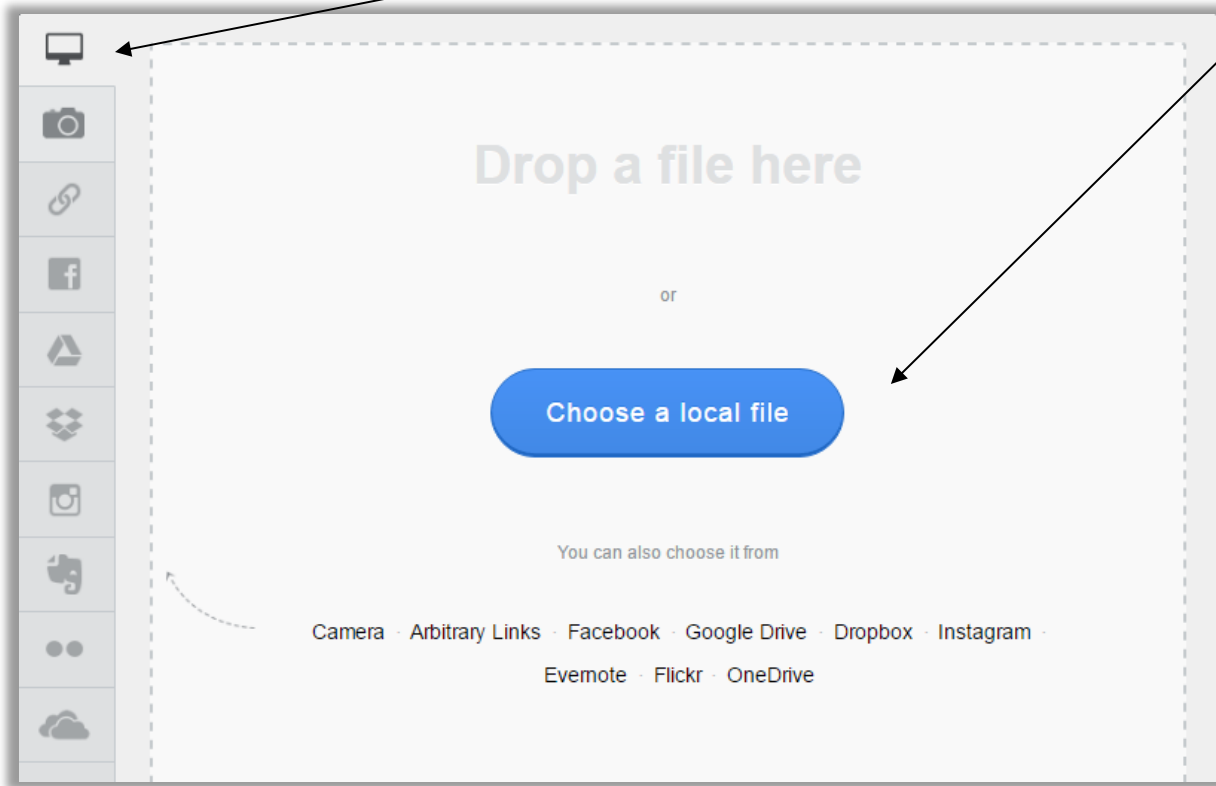 Drop a file here
or
Choose a local file
You can also choose it from
Camera · Arbitrary Links · Facebook · Google Drive · Dropbox · Instagram ·
Evernote · Flickr · OneDrive